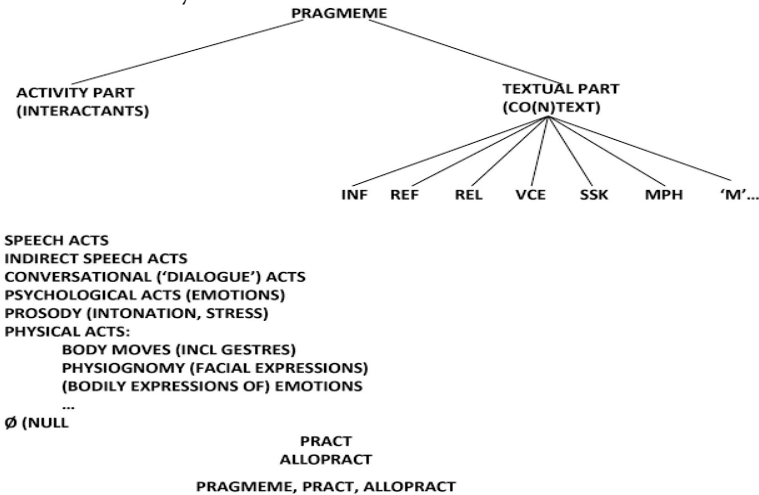 PRAGMEME
ACTIVITY PART
(INTERACTANTS)
TEXTUAL PART
(CO(N)TEXT)
INF REF REL VCE SSK MPH ‘M’...
SPEECH ACTS
INDIRECT SPEECH ACTS
CONVERSATIONAL (‘DIALOGUE’) ACTS
PSYCHOLOGICAL ACTS (EMOTIONS)
PROSODY (INTONATION, STRESS)
PHYSICAL ACTS:
BODY MOVES (INCL GESTRES)
PHYSIOGNOMY (FACIAL EXPRESSIONS)
(BODILY EXPRESSIONS OF) EMOTIONS
...
Ø (NULL
PRACT
ALLOPRACT
PRAGMEME, PRACT, ALLOPRACT